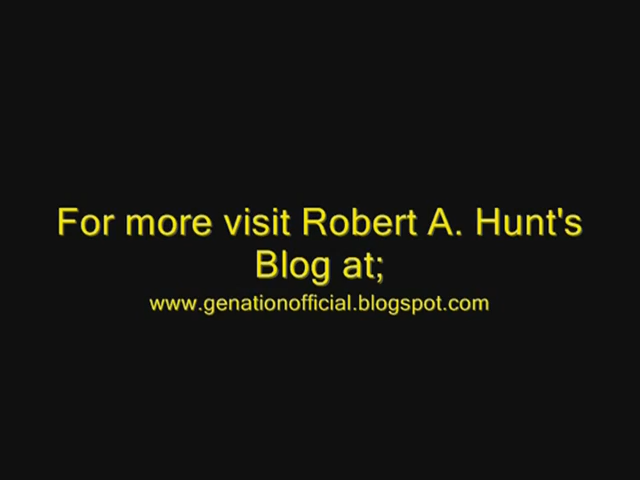 For more visit Robert A. Hunt's
Blog at;
www.genationofficial.blogspot.com